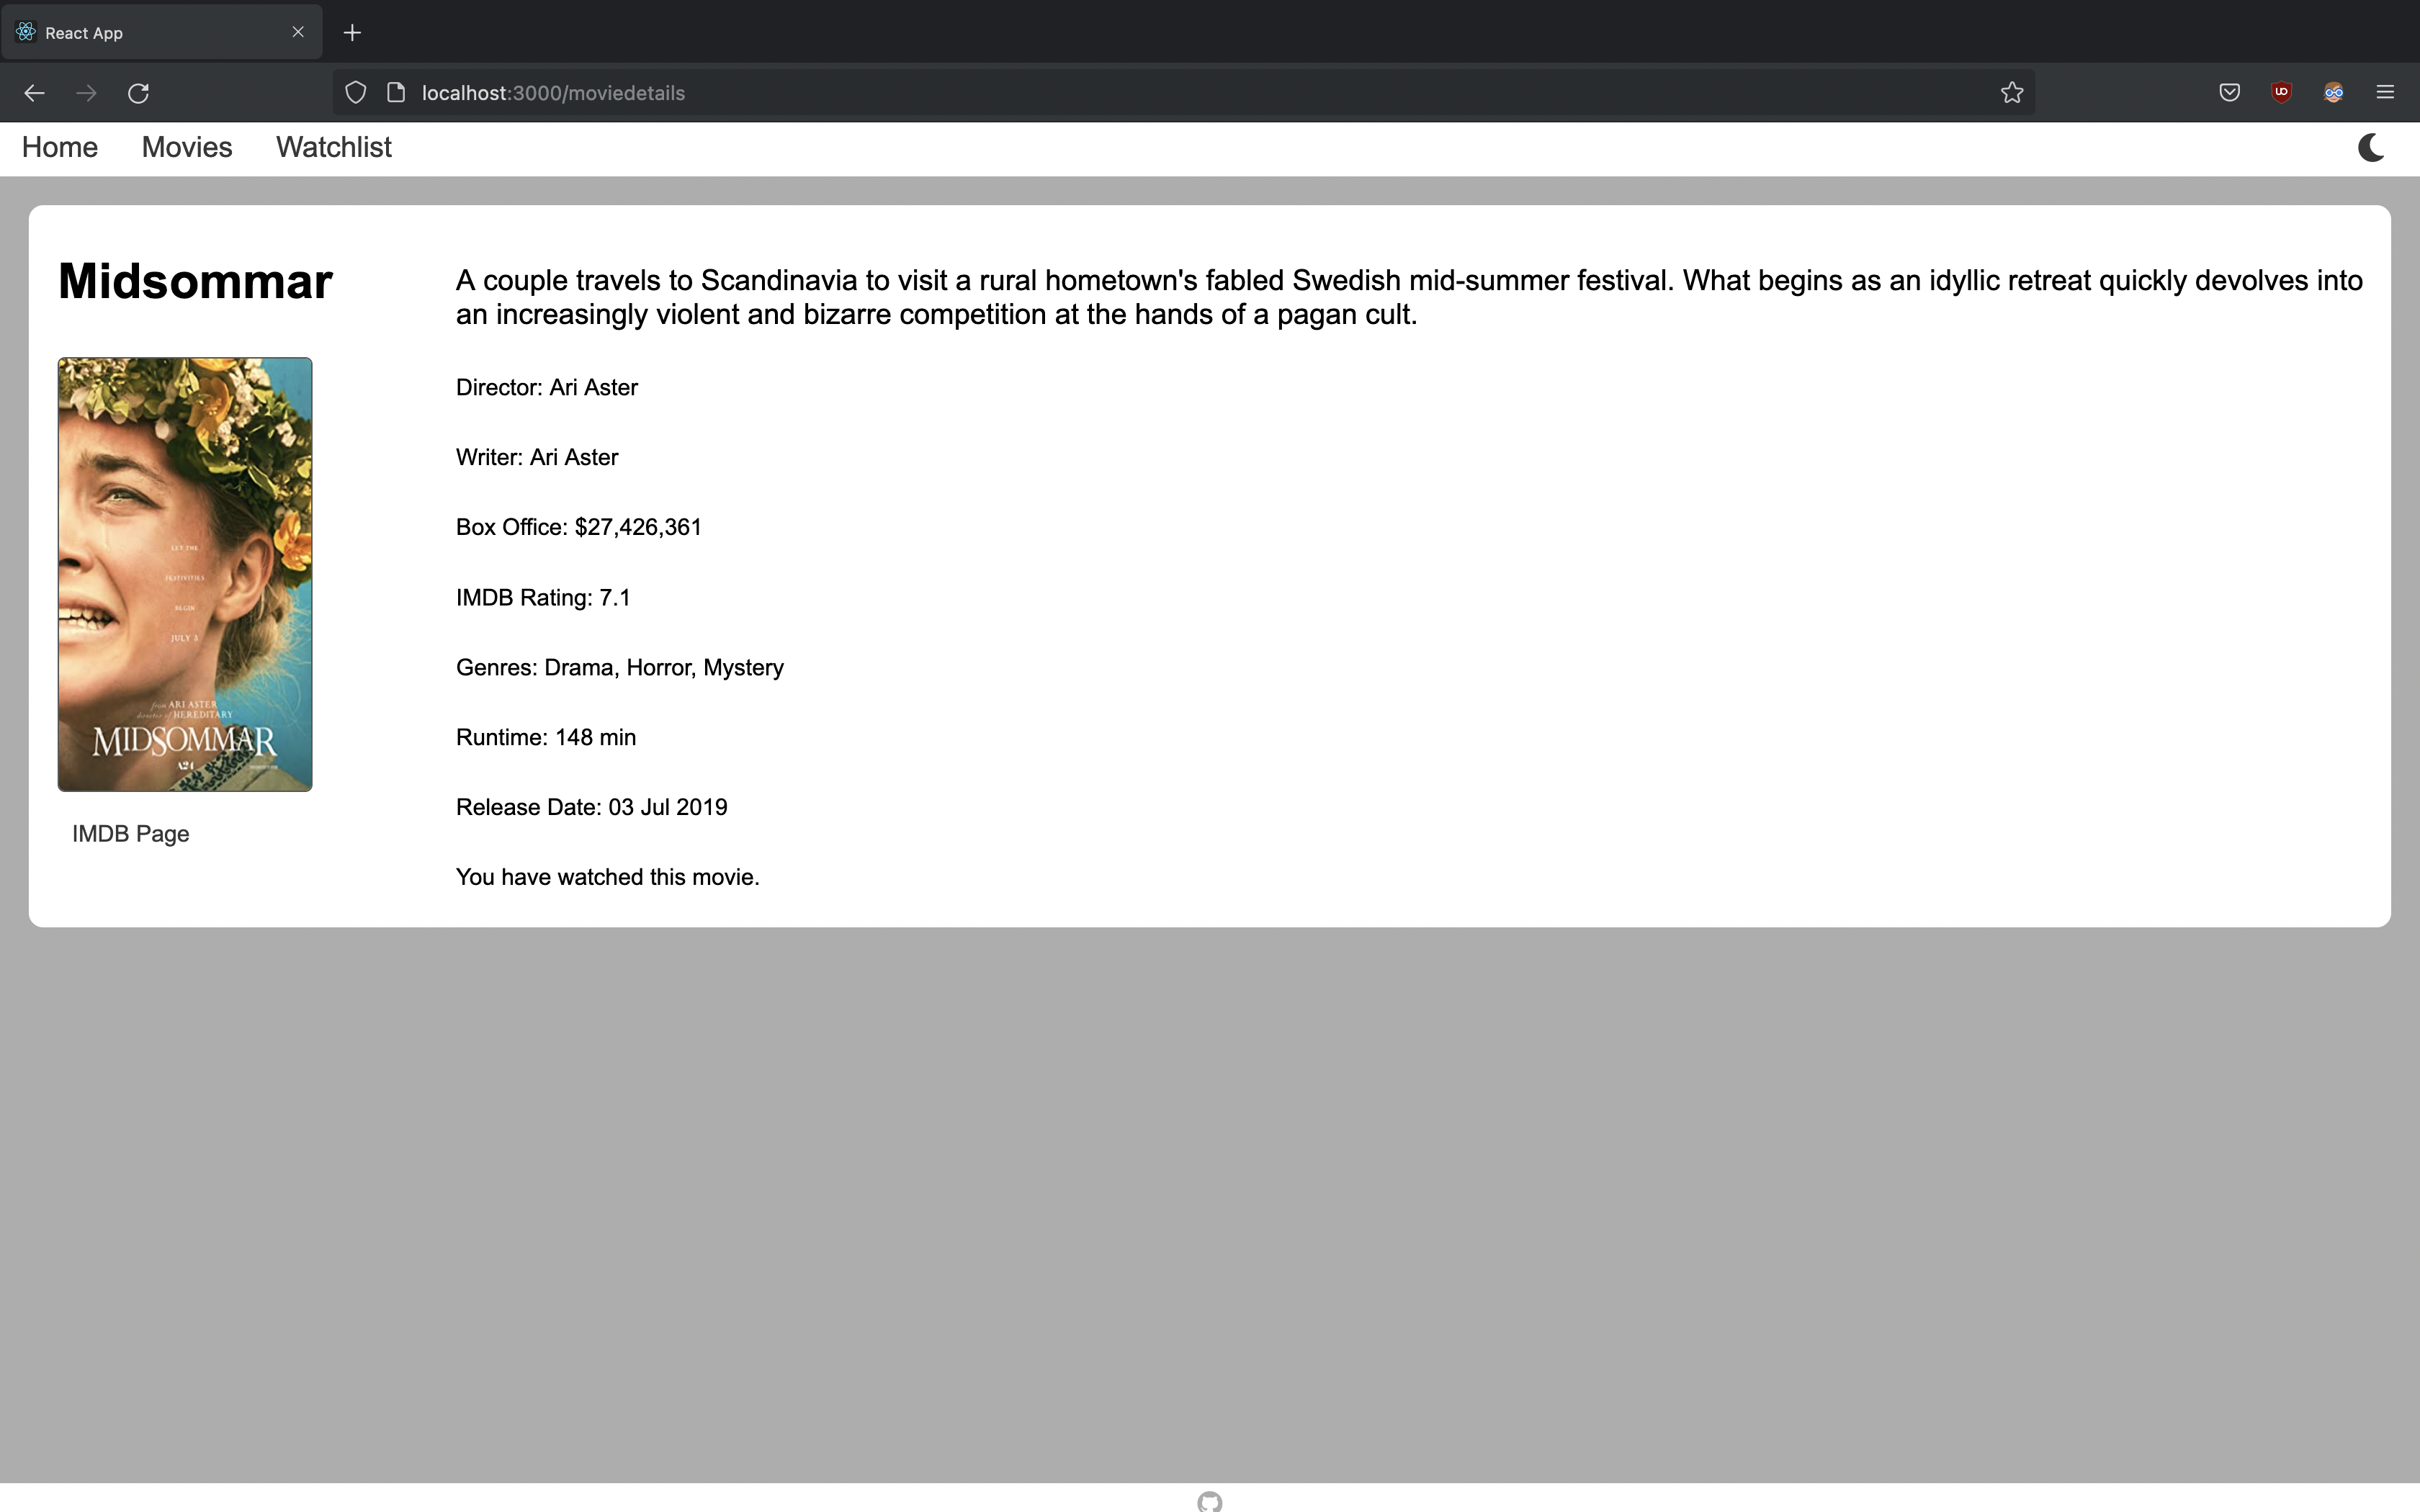 React App
localhost:3000/moviedetails
Home Movies Watchlist
Midsommar
A couple travels to Scandinavia to visit a rural hometown's fabled Swedish mid-summer festival. What begins as an idyllic retreat quickly devolves into
an increasingly violent and bizarre competition at the hands of a pagan cult.
Director: Ari Aster
Writer: Ari Aster
Box Office: $27,426,361
IMDB Rating: 7.1
Genres: Drama, Horror, Mystery
Runtime: 148 min
Release Date: 03 Jul 2019
You have watched this movie.
LET THE
FESTIVITIES
BEGIN
JULY 3
from ARI ASTER
director of HEREDITARY
MIDSOMMAR
A24
IMDB Page